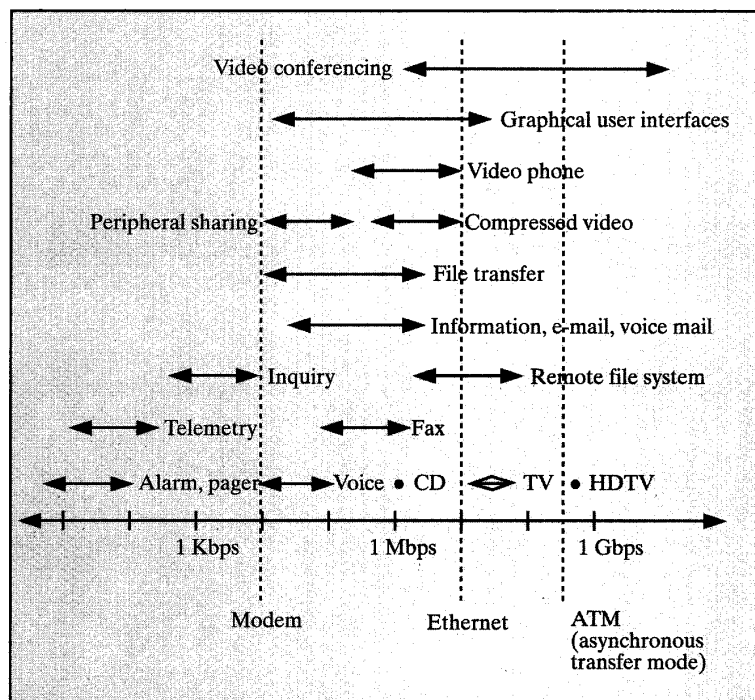 Video conferencing
Graphical user interfaces
Video phone
Peripheral sharing
Compressed video
File transfer
Information, e-mail, voice mail
Inquiry
Remote file system
Telemetry
Fax
Alarm, pager
Voice
CD
TV
HDTV
1 Kbps
1 Mbps
1 Gbps
Modem
Ethernet
ATM
(asynchronous
transfer mode)